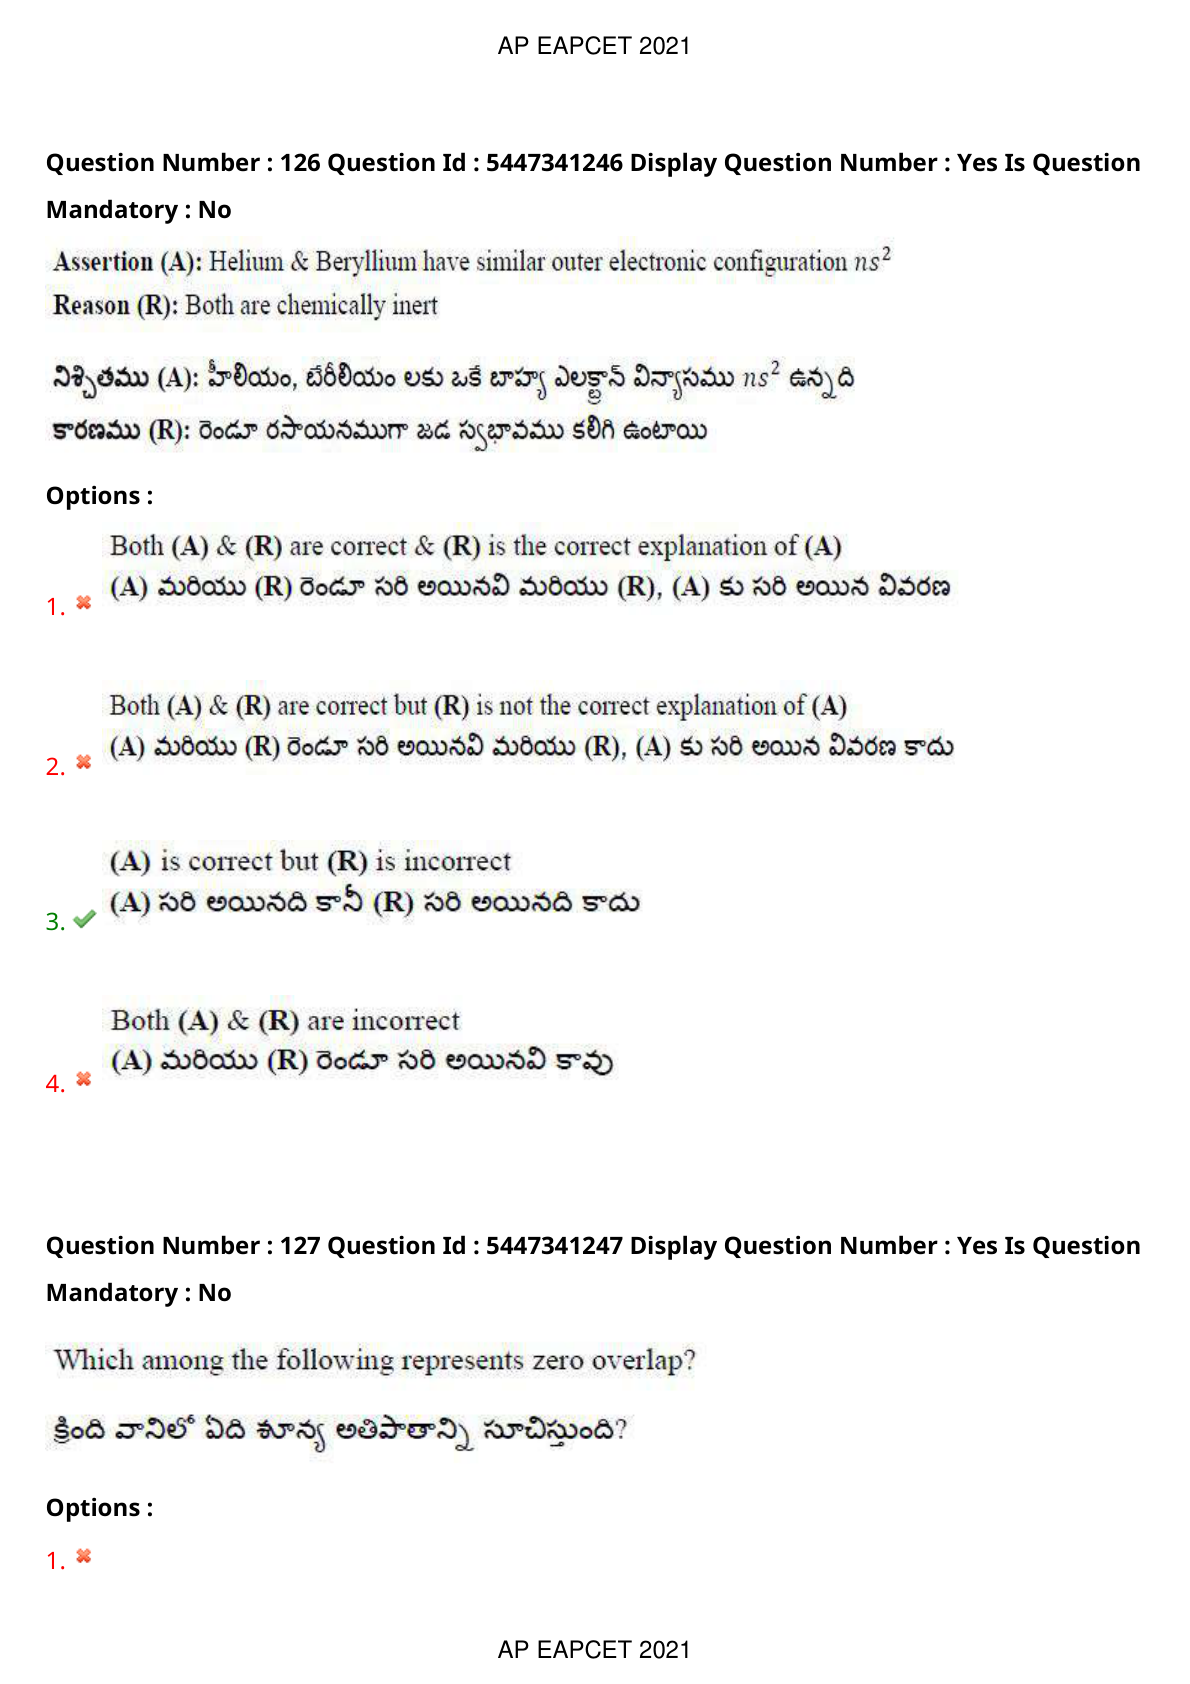 AP EAPCET 2021
Question Number : 126 Question Id : 5447341246 Display Question Number : Yes Is Question
Mandatory : No
Assertion (A): Helium & Beryllium have similar outer electronic configuration ns²
Reason (R): Both are chemically inert
నిశ్చితము (A): హీలియం, బేరీలియం లకు ఒకే బాహ్య ఎలక్ట్రాన్ విన్యాసము ns² ఉన్నది
కారణము (R): రెండూ రసాయనముగా జడ స్వభావము కలిగి ఉంటాయి
Options :
Both (A) & (R) are correct & (R) is the correct explanation of (A)
(A) మరియు (R) రెండూ సరి అయినవి మరియు (R), (A) కు సరి అయిన వివరణ
1.
Both (A) & (R) are correct but (R) is not the correct explanation of (A)
(A) మరియు (R) రెండూ సరి అయినవి మరియు (R), (A) కు సరి అయిన వివరణ కాదు
2.
(A) is correct but (R) is incorrect
(A) సరి అయినది కానీ (R) సరి అయినది కాదు
3.
Both (A) & (R) are incorrect
(A) మరియు (R) రెండూ సరి అయినవి కావు
4.
Question Number : 127 Question Id : 5447341247 Display Question Number : Yes Is Question
Mandatory : No
Which among the following represents zero overlap?
క్రింది వానిలో ఏది శూన్య అతిపాతాన్ని సూచిస్తుంది?
Options :
1.
AP EAPCET 2021